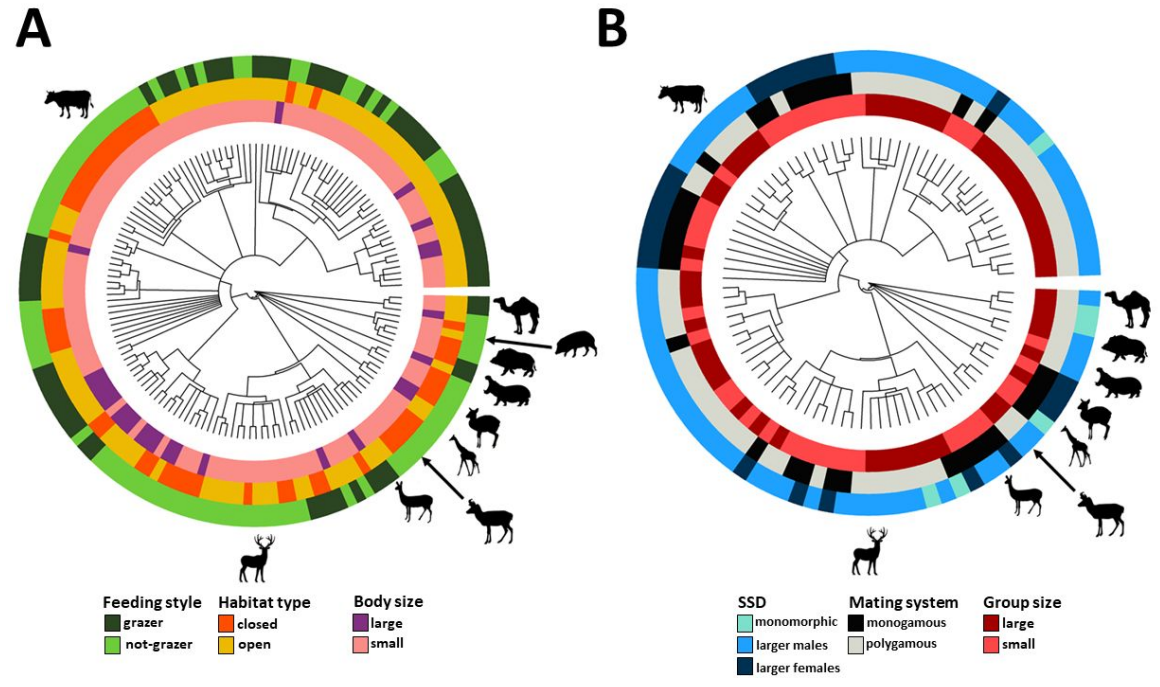 A
B
Feeding style
grazer
not-grazer
Habitat type
closed
open
Body size
large
small
SSD
monomorphic
larger males
larger females
Mating system
monogamous
polygamous
Group size
large
small